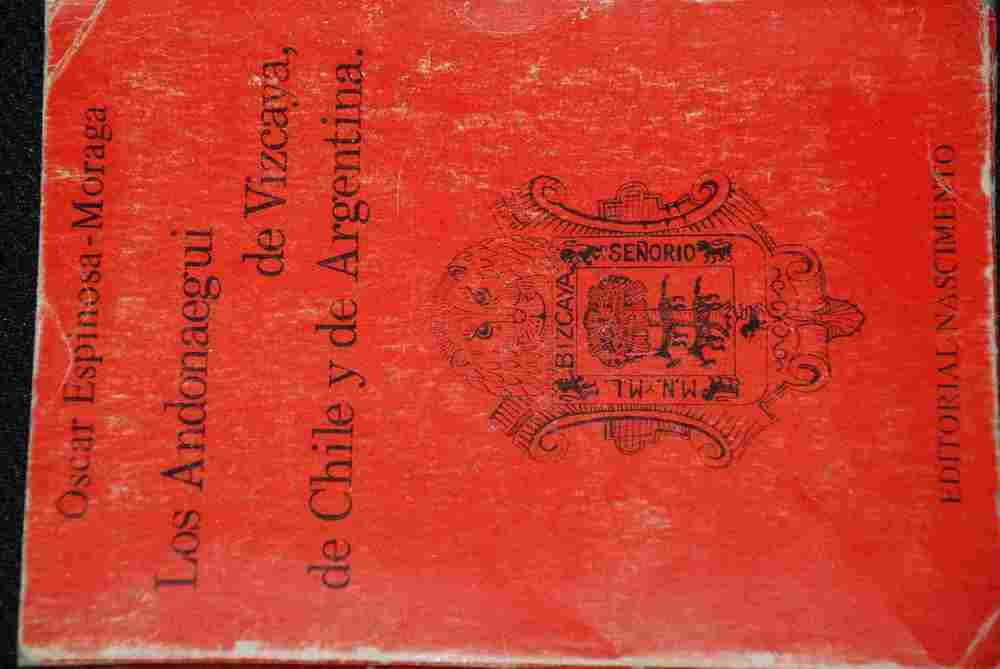 Oscar Espinosa-Moraga
Los Andonaegui
de Vizcaya,
de Chile y de Argentina.
M.N.-M.L.
BIZCAYA
SEÑORIO
EDITORIAL NASCIMENTO